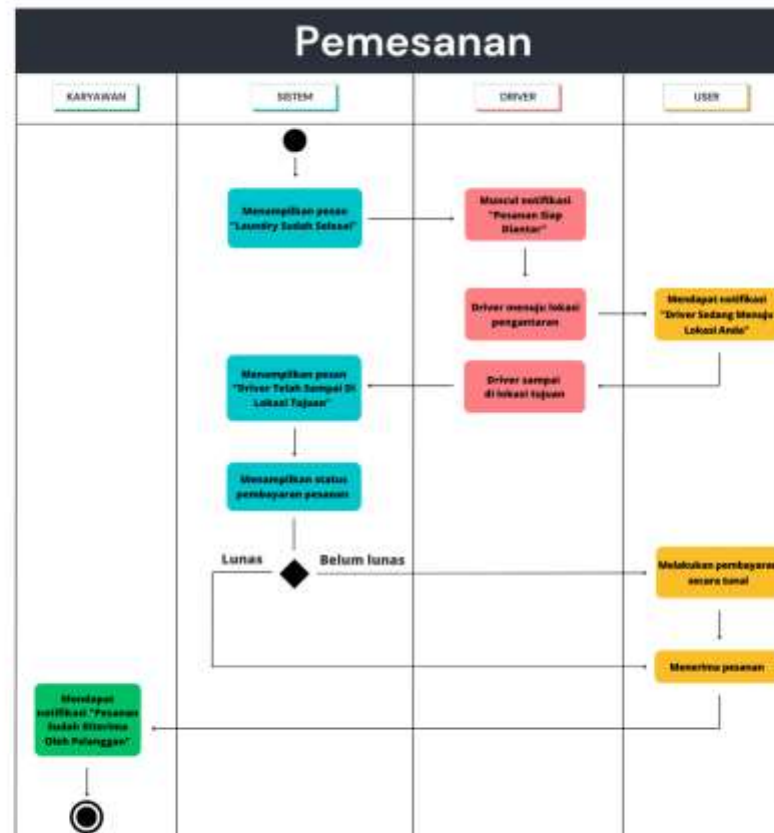 Pemesanan
KARYAWAN
SISTEM
DRIVER
USER
Menampilkan pesan
"Laundry Sudah Selesai"
Muncul notifikasi
"Pesanan Siap
Diantar"
Driver menuju lokasi
pengantaran
Mendapat notifikasi
"Driver Sedang Menuju
Lokasi Anda"
Menampilkan pesan
"Driver Telah Sampai Di
Lokasi Tujuan"
Driver sampai
di lokasi tujuan
Menampilkan status
pembayaran pesanan
Lunas
Belum lunas
Melakukan pembayaran
secara tunai
Menerima pesanan
Mendapat
notifikasi "Pesanan
Sudah Diterima
Oleh Pelanggan"